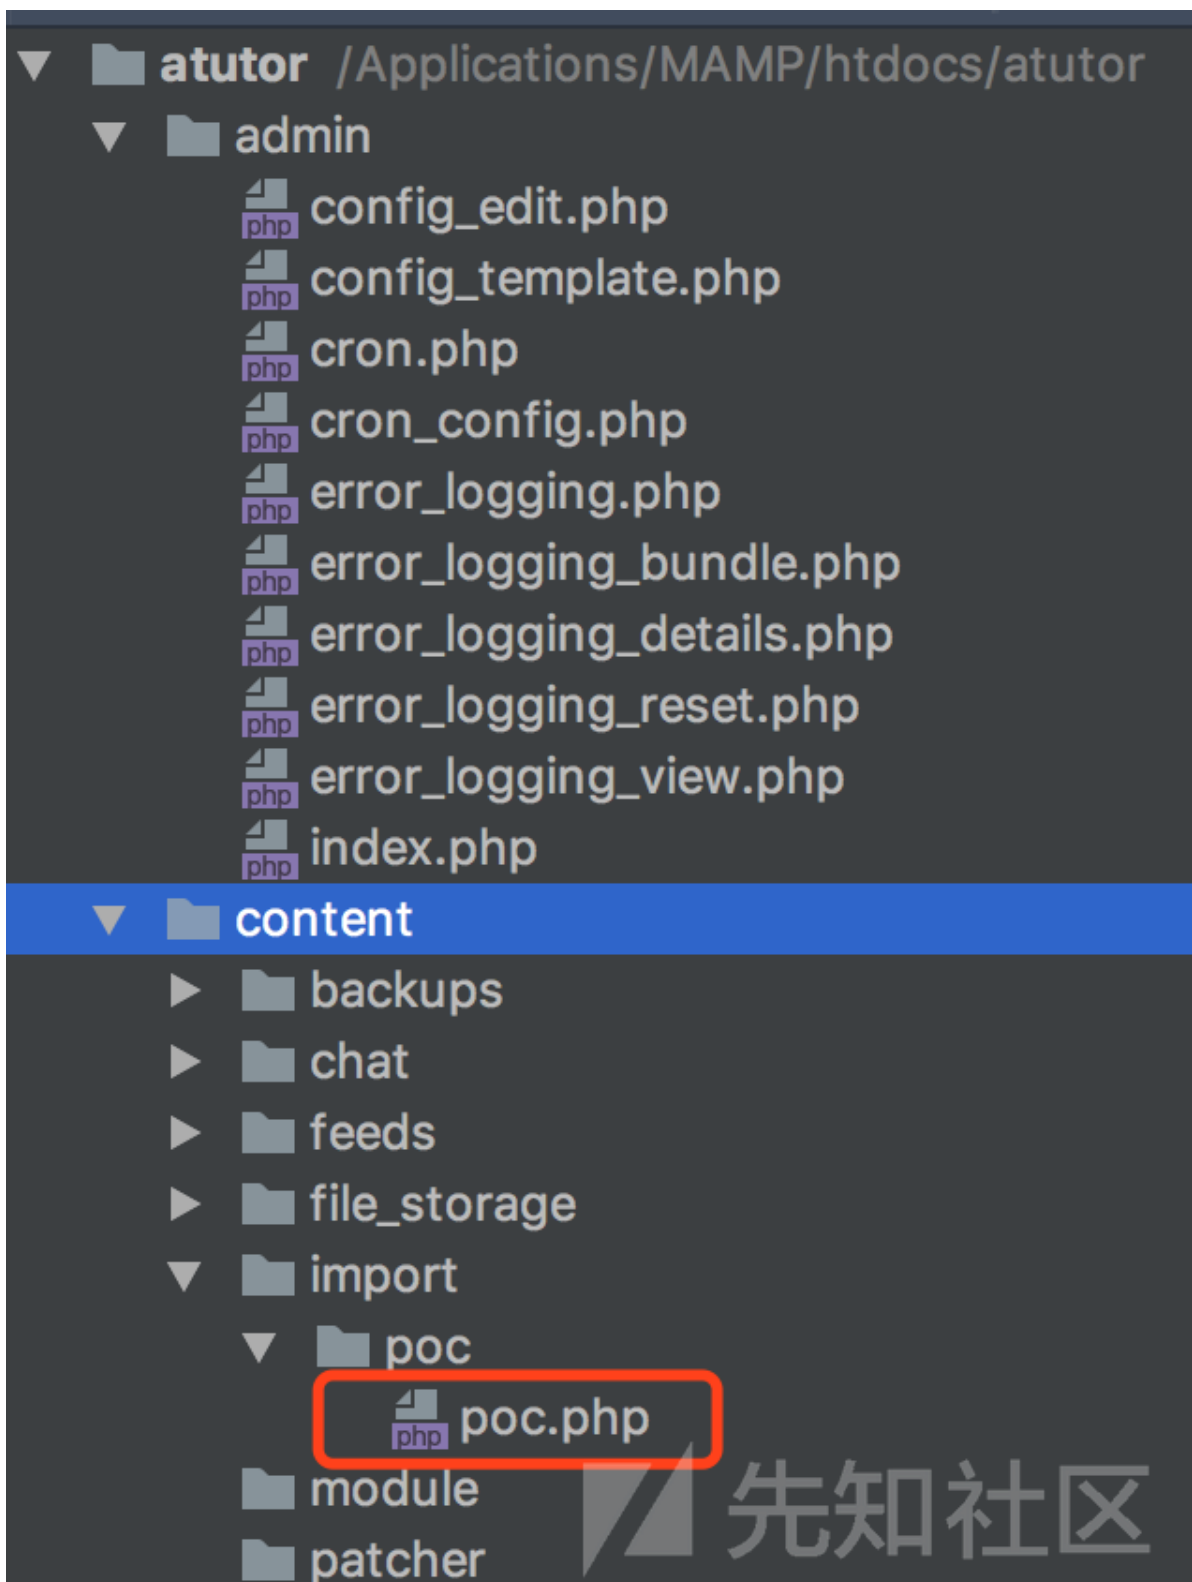 atutor /Applications/MAMP/htdocs/atutor
admin
php config_edit.php
php config_template.php
php cron.php
php cron_config.php
php error_logging.php
php error_logging_bundle.php
php error_logging_details.php
php error_logging_reset.php
php error_logging_view.php
php index.php
content
backups
chat
feeds
file_storage
import
poc
php poc.php
module
先知社区
patcher